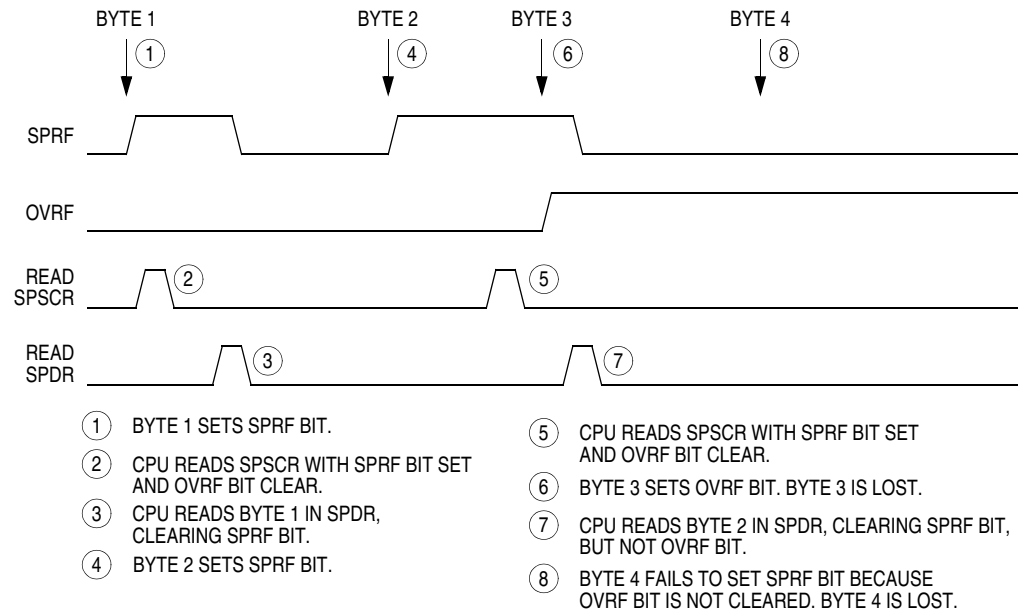 BYTE 1 BYTE 2 BYTE 3 BYTE 4
1 4 6 8
SPRF
OVRF
READ
SPSCR
2 5
READ
SPDR
3 7
1 BYTE 1 SETS SPRF BIT.
2 CPU READS SPSCR WITH SPRF BIT SET
AND OVRF BIT CLEAR.
3 CPU READS BYTE 1 IN SPDR,
CLEARING SPRF BIT.
4 BYTE 2 SETS SPRF BIT.
5 CPU READS SPSCR WITH SPRF BIT SET
AND OVRF BIT CLEAR.
6 BYTE 3 SETS OVRF BIT. BYTE 3 IS LOST.
7 CPU READS BYTE 2 IN SPDR, CLEARING SPRF BIT,
BUT NOT OVRF BIT.
8 BYTE 4 FAILS TO SET SPRF BIT BECAUSE
OVRF BIT IS NOT CLEARED. BYTE 4 IS LOST.